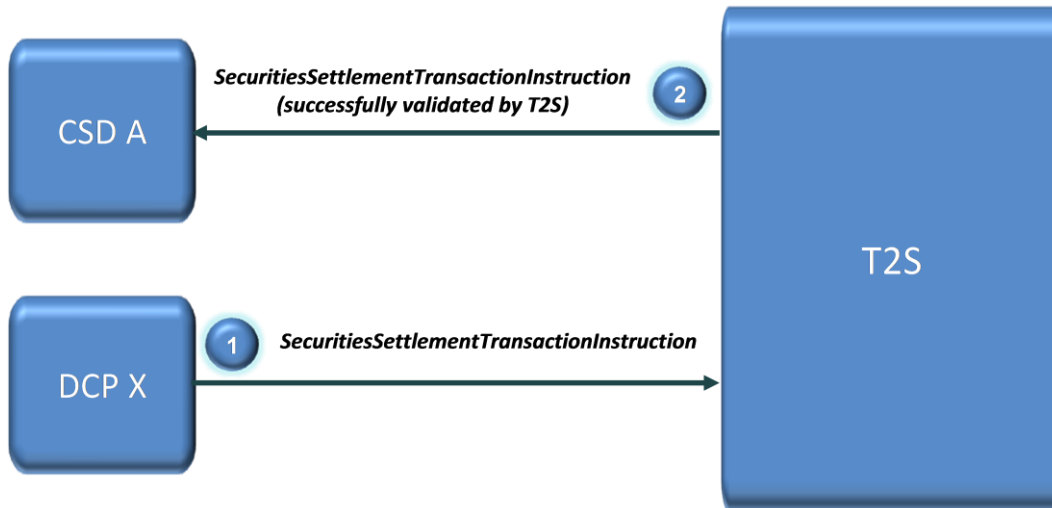 SecuritiesSettlementTransactionInstruction
(successfully validated by T2S)
2
CSD A
T2S
1
SecuritiesSettlementTransactionInstruction
DCP X